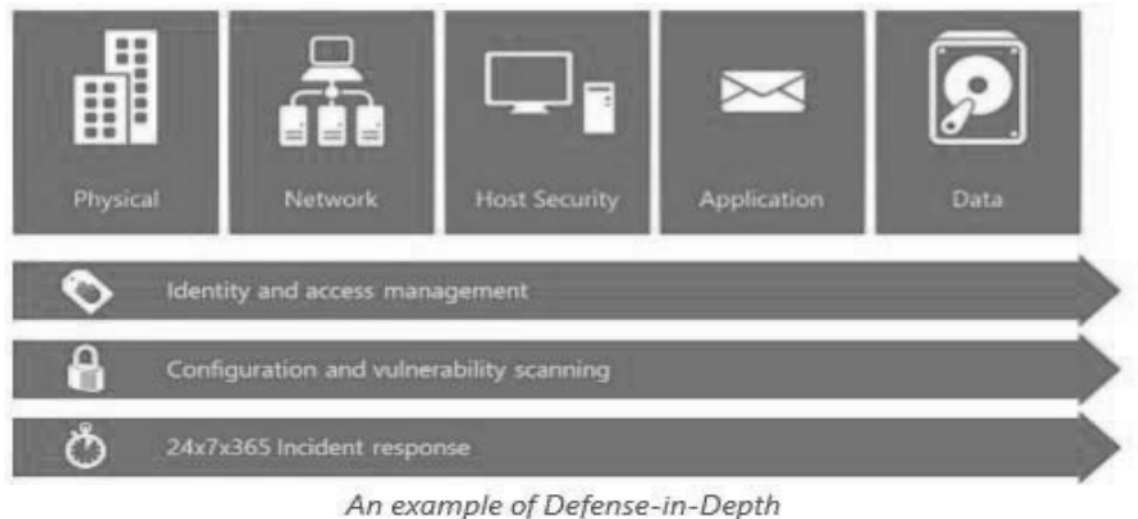 Physical
Network
Host Security
Application
Data
Identity and access management
Configuration and vulnerability scanning
24x7x365 Incident response
An example of Defense-in-Depth